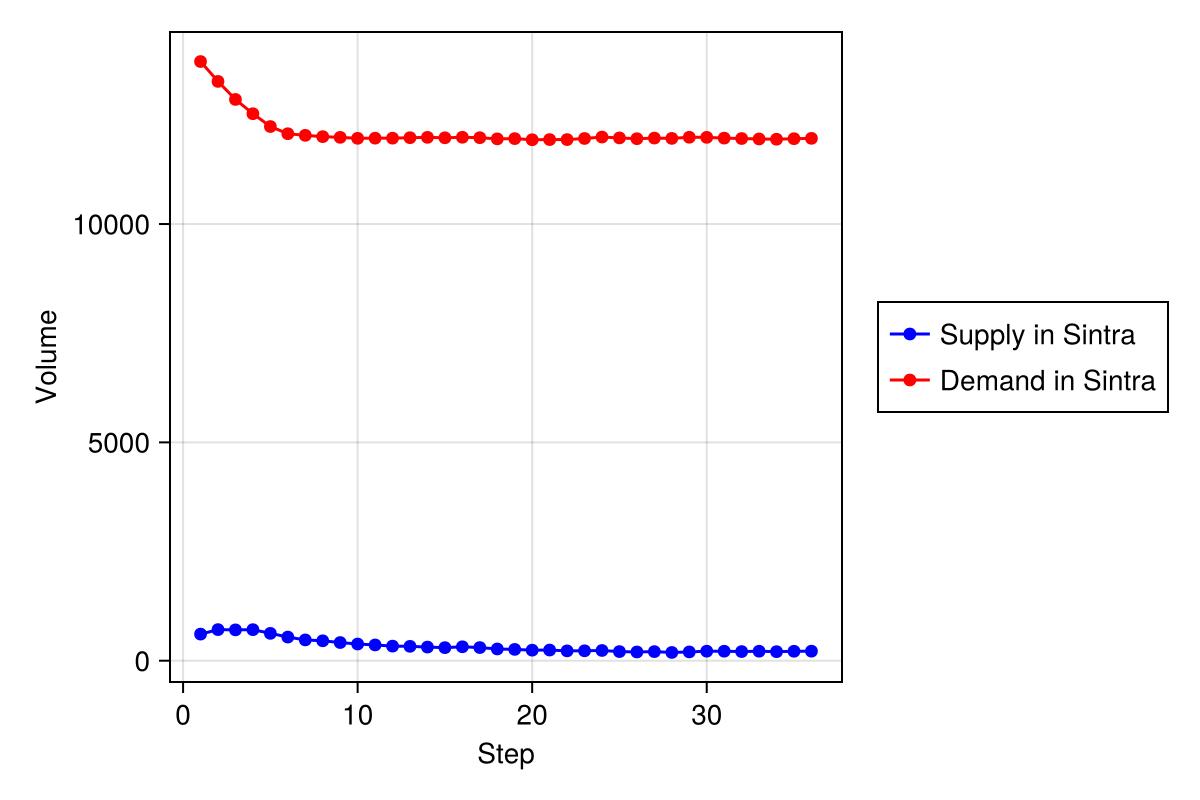 10000
5000
0
Volume
0 10 20 30
Step
Supply in Sintra
Demand in Sintra